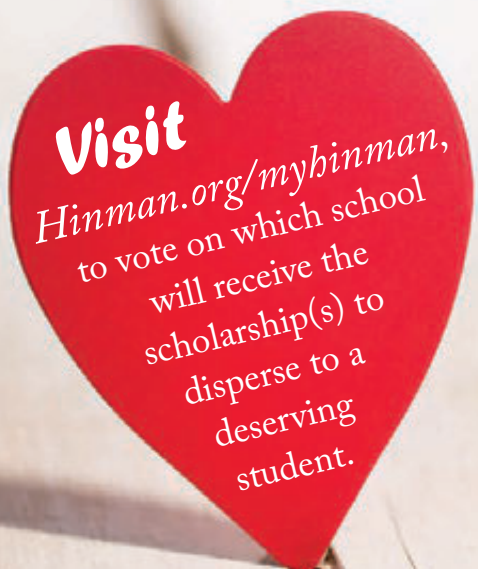 Visit
Hinman.org/myhinman,
to vote on which school
will receive the
scholarship(s) to
disperse to a
deserving
student.